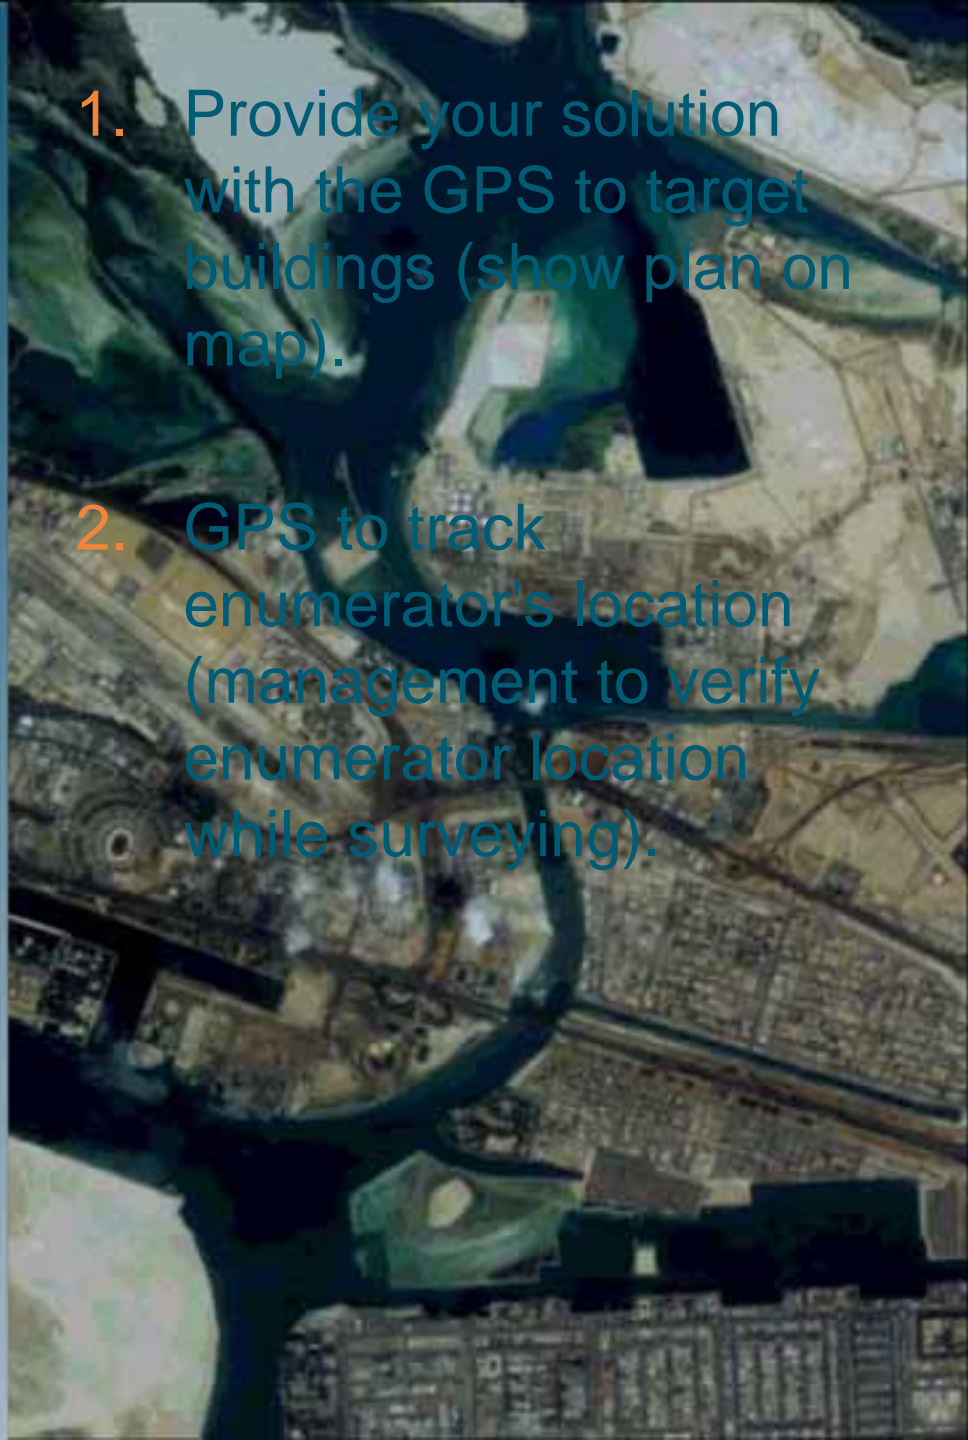 1. Provide your solution
with the GPS to target
buildings (show plan on
map).
2. GPS to track
enumerator's location
(management to verify
enumerator location
while surveying).